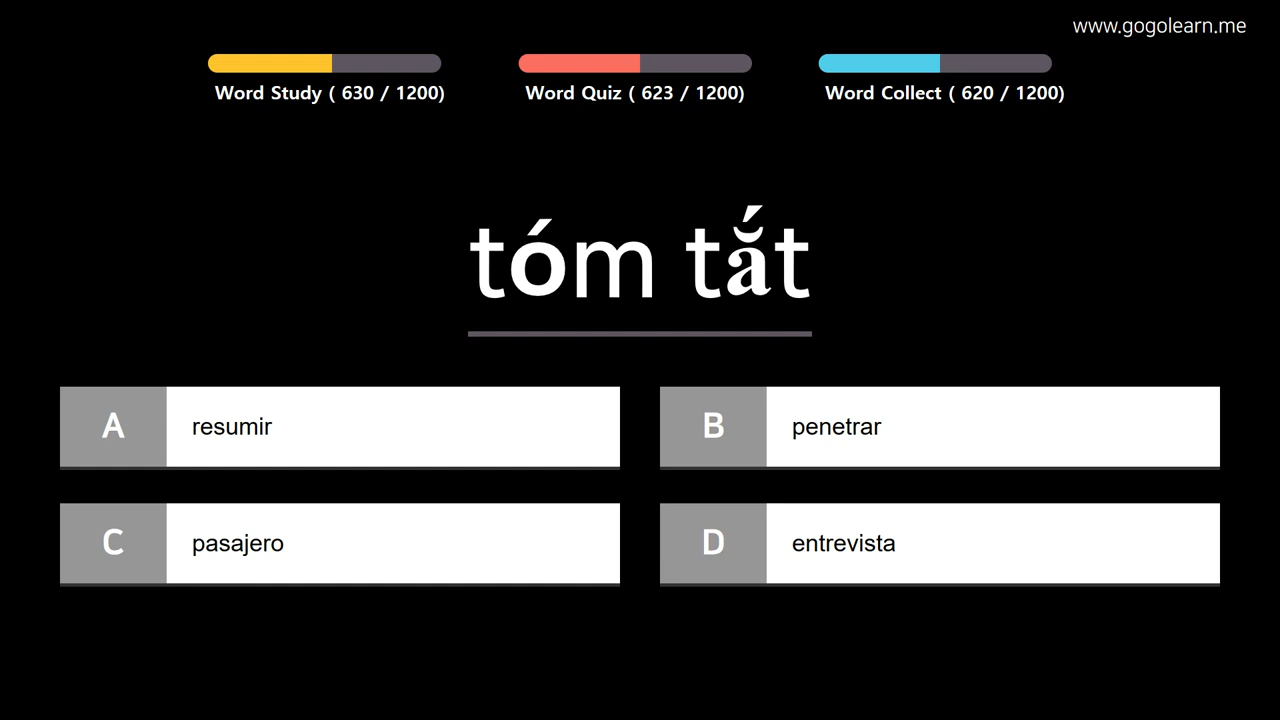 www.gogolearn.me
Word Study ( 630 / 1200)
Word Quiz ( 623 / 1200)
Word Collect ( 620 / 1200)
tóm tắt
A resumir
B penetrar
C pasajero
D entrevista